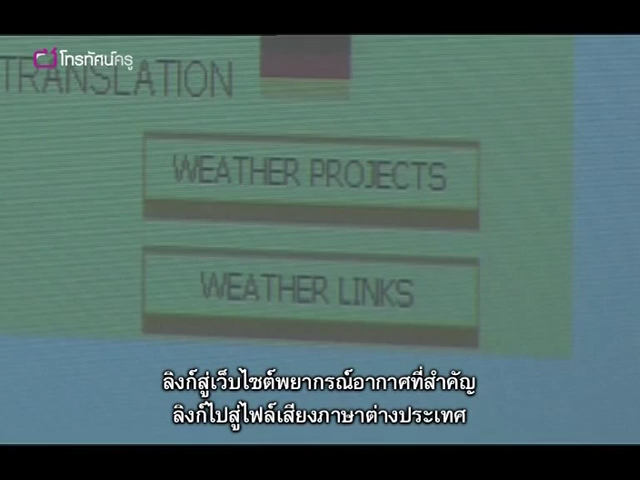 โทรทัศน์ครู
TRANSLATION
WEATHER PROJECTS
WEATHER LINKS
ลิงก์สู่เว็บไซต์พยากรณ์อากาศที่สำคัญ
ลิงก์ไปสู่ไฟล์เสียงภาษาต่างประเทศ